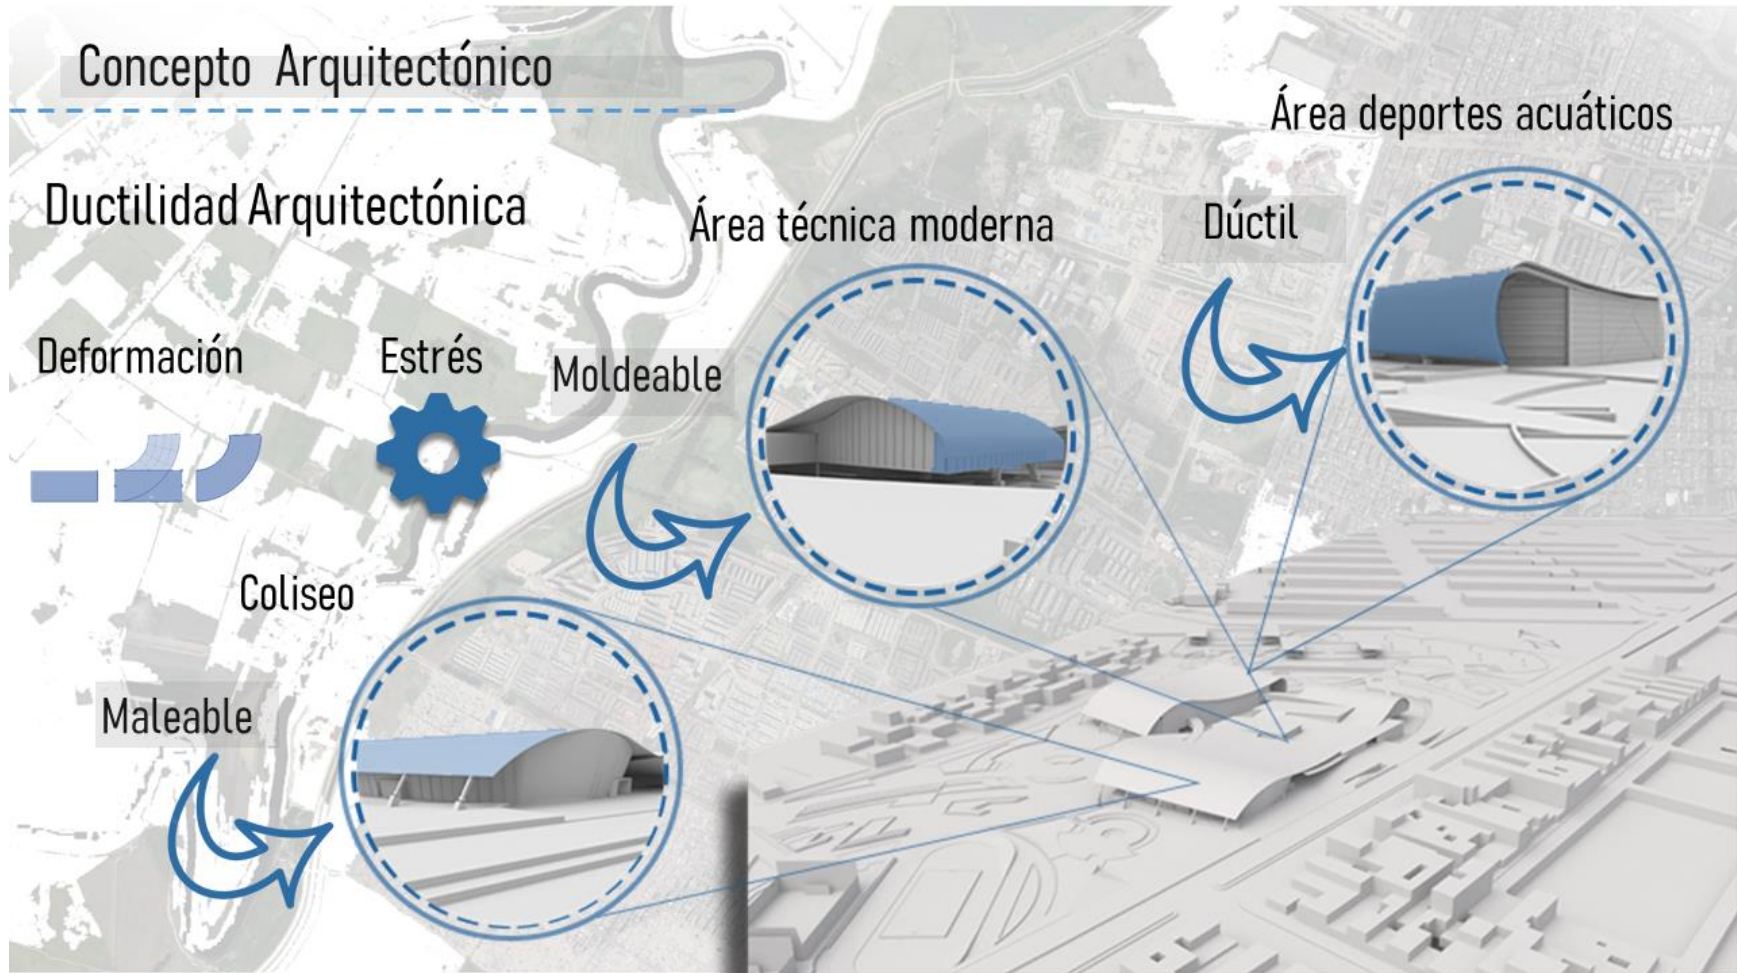 Concepto Arquitectónico
Ductilidad Arquitectónica
Deformación
Estrés
Coliseo
Maleable
Área técnica moderna
Moldeable
Área deportes acuáticos
Dúctil